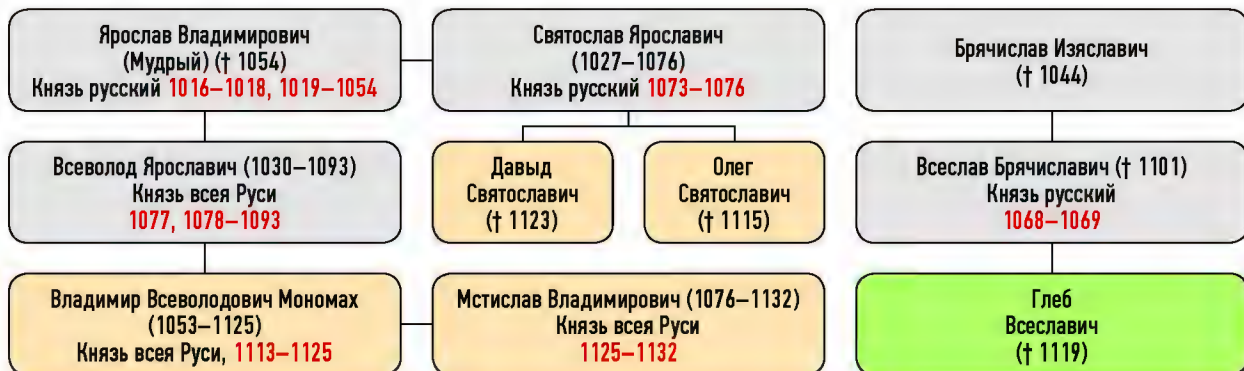 Ярослав Владимирович
(Мудрый) († 1054)
Князь русский 1016–1018, 1019–1054
Святослав Ярославич
(1027–1076)
Князь русский 1073–1076
Брячислав Изяславич
(† 1044)
Всеволод Ярославич (1030–1093)
Князь всея Руси
1077, 1078–1093
Давыд
Святославич
(† 1123)
Олег
Святославич
(† 1115)
Всеслав Брячиславич († 1101)
Князь русский
1068–1069
Владимир Всеволодович Мономах
(1053–1125)
Князь всея Руси, 1113–1125
Мстислав Владимирович (1076–1132)
Князь всея Руси
1125–1132
Глеб
Всеславич
(† 1119)